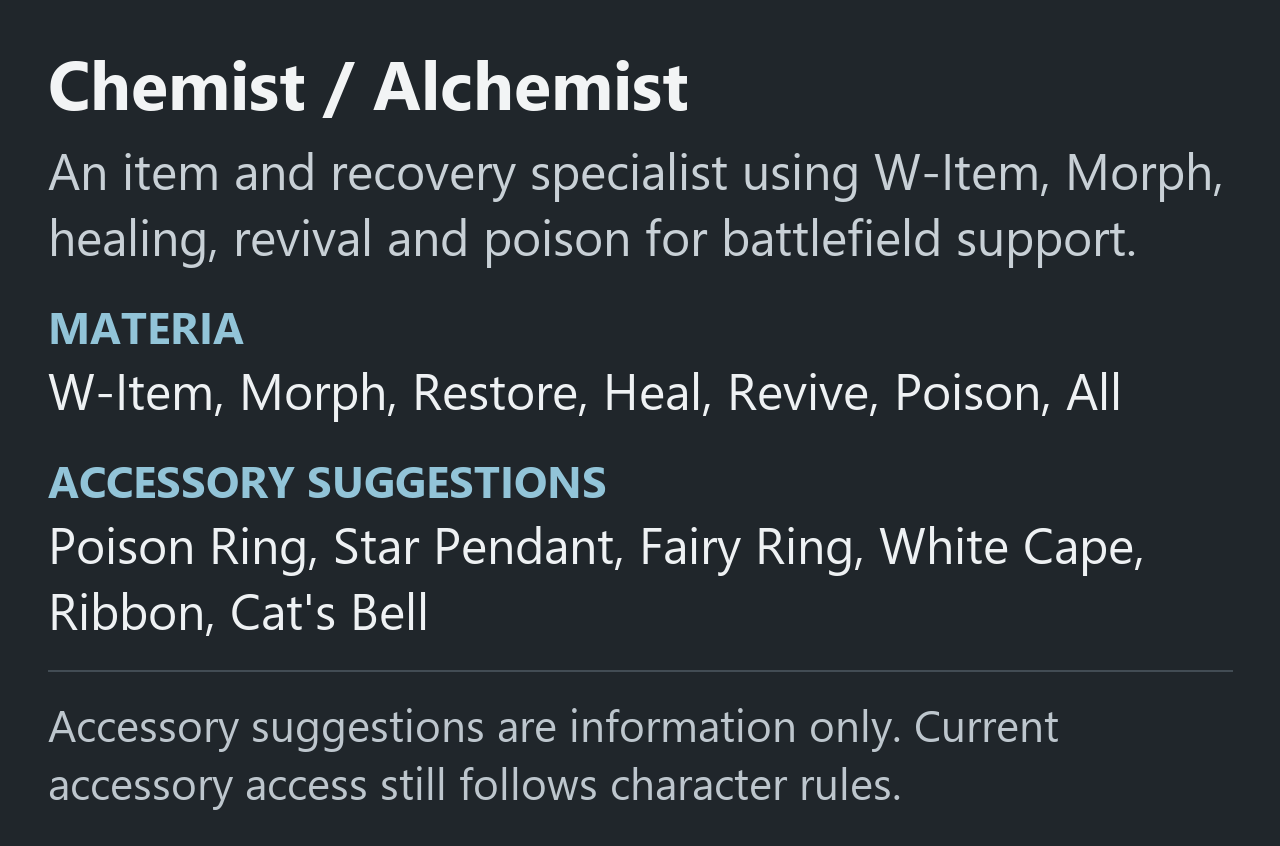 Chemist / Alchemist
An item and recovery specialist using W-Item, Morph,
healing, revival and poison for battlefield support.
MATERIA
W-Item, Morph, Restore, Heal, Revive, Poison, All
ACCESSORY SUGGESTIONS
Poison Ring, Star Pendant, Fairy Ring, White Cape,
Ribbon, Cat's Bell
Accessory suggestions are information only. Current
accessory access still follows character rules.